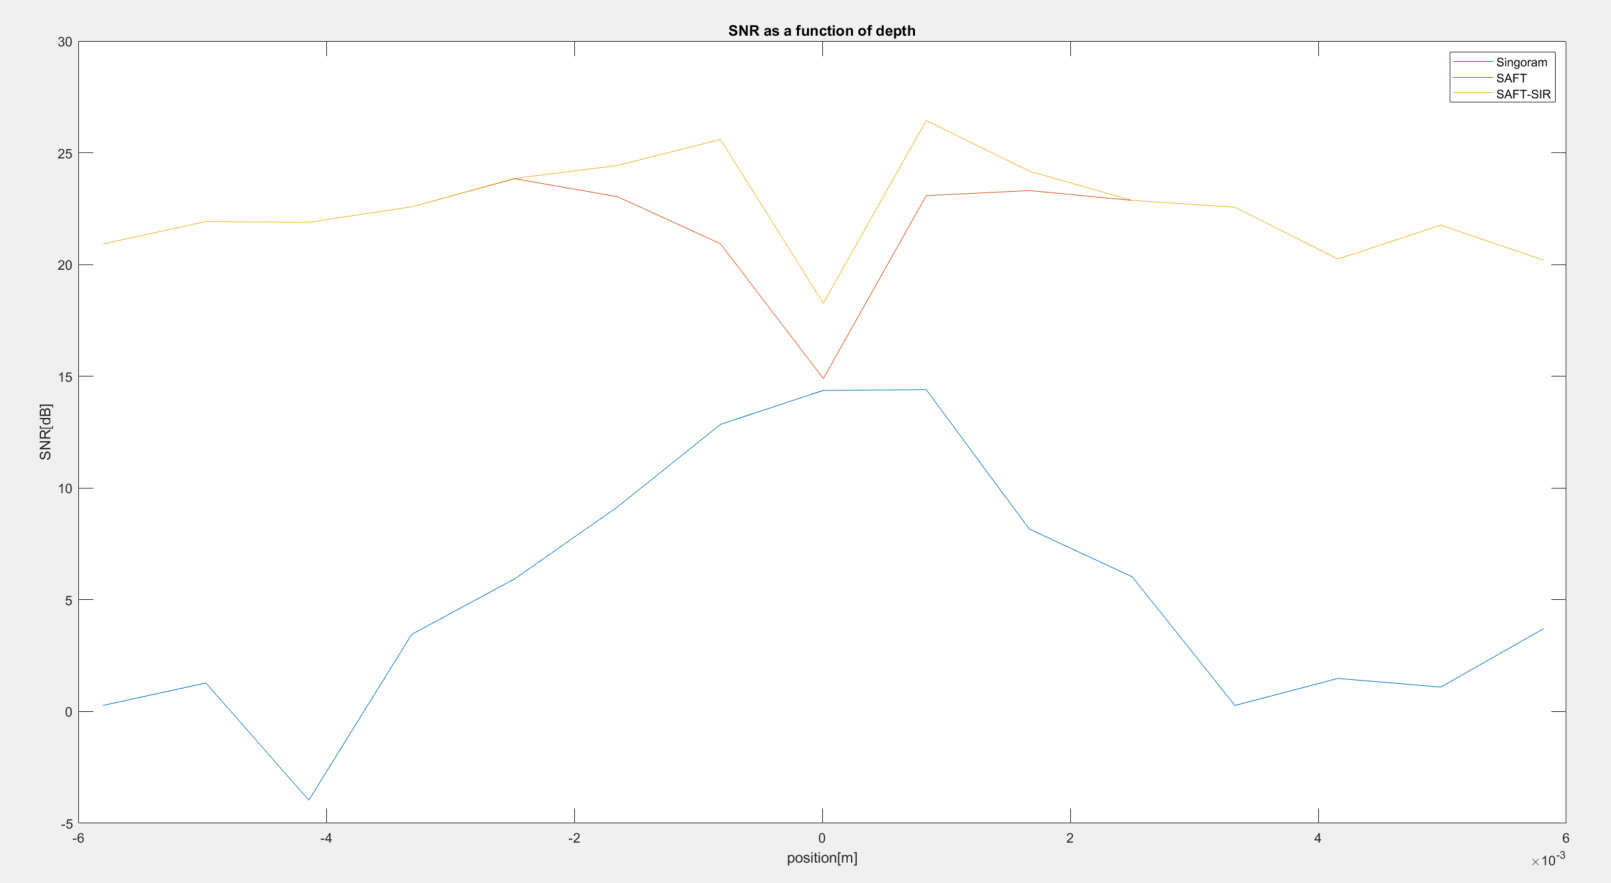 SNR as a function of depth
30
25
20
15
10
5
0
-5
SNR[dB]
Singoram
SAFT
SAFT-SIR
-6 -4 -2 0 2 4 6
position[m]
×10-3